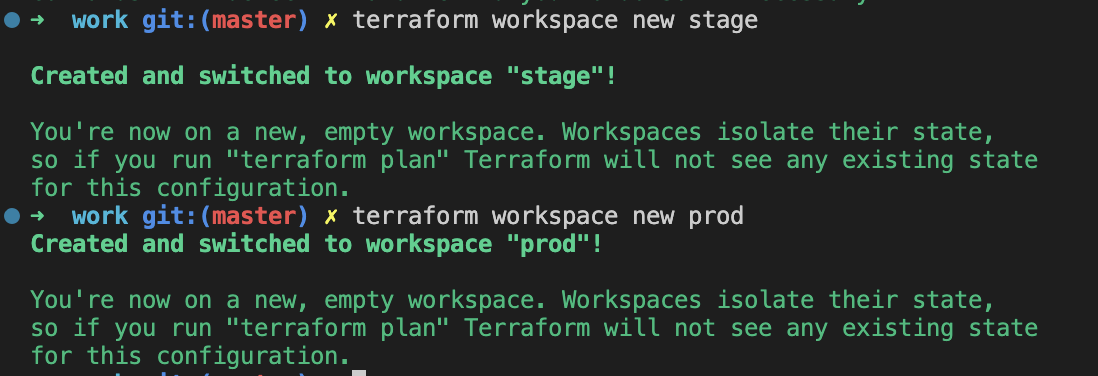 ➜  work git:(master) ✗ terraform workspace new stage
Created and switched to workspace "stage"!
You're now on a new, empty workspace. Workspaces isolate their state,
so if you run "terraform plan" Terraform will not see any existing state
for this configuration.
➜  work git:(master) ✗ terraform workspace new prod
Created and switched to workspace "prod"!
You're now on a new, empty workspace. Workspaces isolate their state,
so if you run "terraform plan" Terraform will not see any existing state
for this configuration.